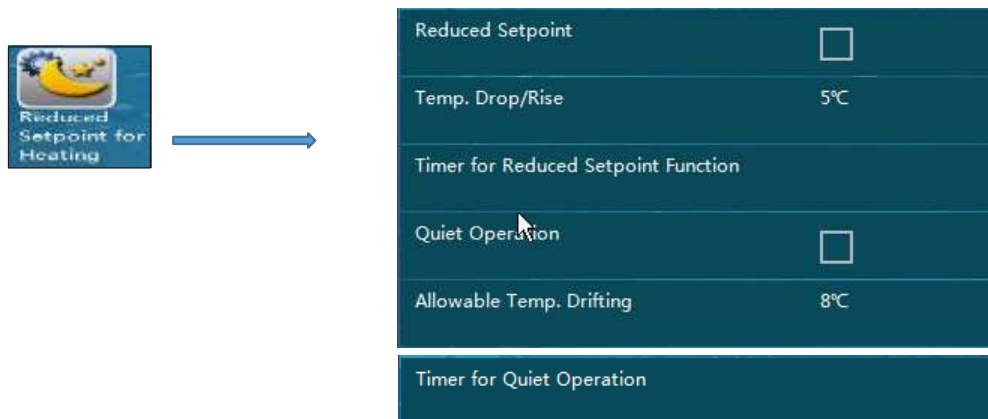 Reduced
Setpoint for
Heating
Reduced Setpoint
Temp. Drop/Rise 5℃
Timer for Reduced Setpoint Function
Quiet Operation
Allowable Temp. Drifting 8℃
Timer for Quiet Operation